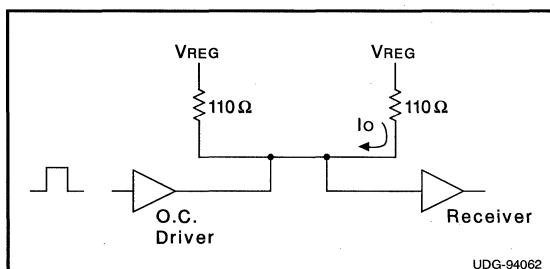 VREG
VREG
110Ω
110Ω
Io
O.C.
Driver
Receiver
UDG-94062